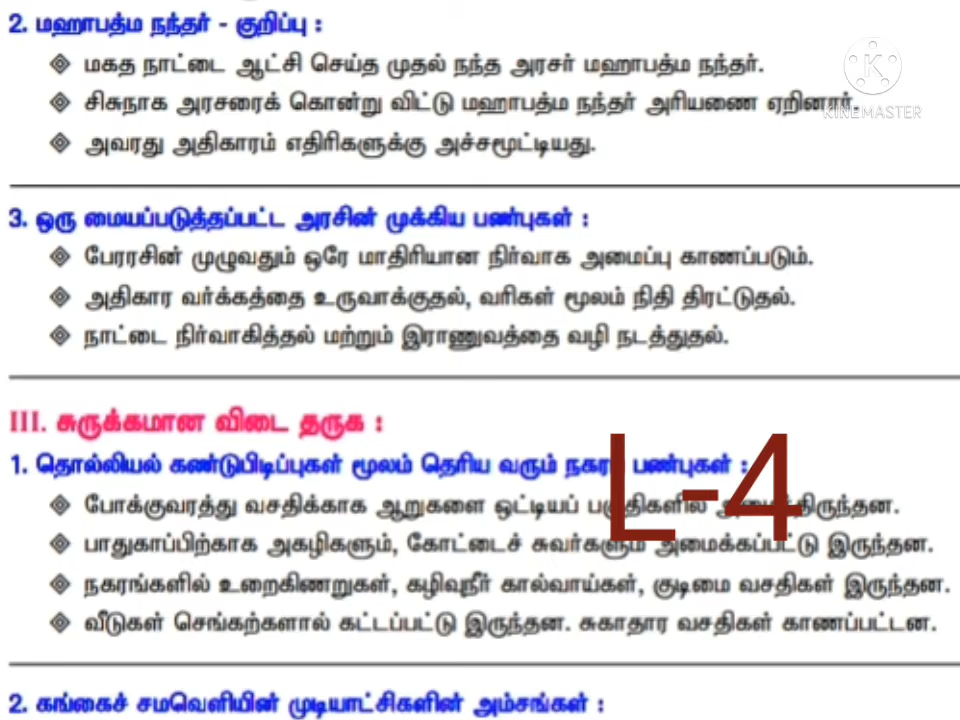 2. மஹாபத்ம நந்தர் - குறிப்பு :
❖ மகத நாட்டை ஆட்சி செய்த முதல் நந்த அரசர் மஹாபத்ம நந்தர்.
❖ சிசுநாக அரசரைக் கொன்று விட்டு மஹாபத்ம நந்தர் அரியணை ஏறினார்.
KINEMASTER
❖ அவரது அதிகாரம் எதிரிகளுக்கு அச்சமூட்டியது.
3. ஒரு மையப்படுத்தப்பட்ட அரசின் முக்கிய பண்புகள் :
❖ பேரரசின் முழுவதும் ஒரே மாதிரியான நிர்வாக அமைப்பு காணப்படும்.
❖ அதிகார வர்க்கத்தை உருவாக்குதல், வரிகள் மூலம் நிதி திரட்டுதல்.
❖ நாட்டை நிர்வாகித்தல் மற்றும் இராணுவத்தை வழி நடத்துதல்.
III. சுருக்கமான விடை தருக :
1. தொல்லியல் கண்டுபிடிப்புகள் மூலம் தெரிய வரும் நகரப் பண்புகள் :
L-4
❖ போக்குவரத்து வசதிக்காக ஆறுகளை ஒட்டியப் பகுதிகளில் அமைந்திருந்தன.
❖ பாதுகாப்பிற்காக அகழிகளும், கோட்டைச் சுவர்களும் அமைக்கப்பட்டு இருந்தன.
❖ நகரங்களில் உறைகிணறுகள், கழிவுநீர் கால்வாய்கள், குடிமை வசதிகள் இருந்தன.
❖ வீடுகள் செங்கற்களால் கட்டப்பட்டு இருந்தன. சுகாதார வசதிகள் காணப்பட்டன.
2. கங்கைச் சமவெளியின் முடியாட்சிகளின் அம்சங்கள் :